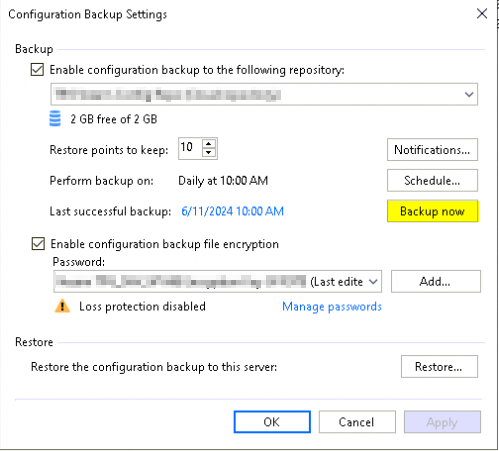 Configuration Backup Settings
Backup
Enable configuration backup to the following repository:
2 GB free of 2 GB
Restore points to keep: 10 Notifications...
Perform backup on: Daily at 10:00 AM Schedule...
Last successful backup: 6/11/2024 10:00 AM Backup now
Enable configuration backup file encryption
Password:
(Last edite Add...
Loss protection disabled Manage passwords
Restore
Restore the configuration backup to this server: Restore...
OK Cancel Apply